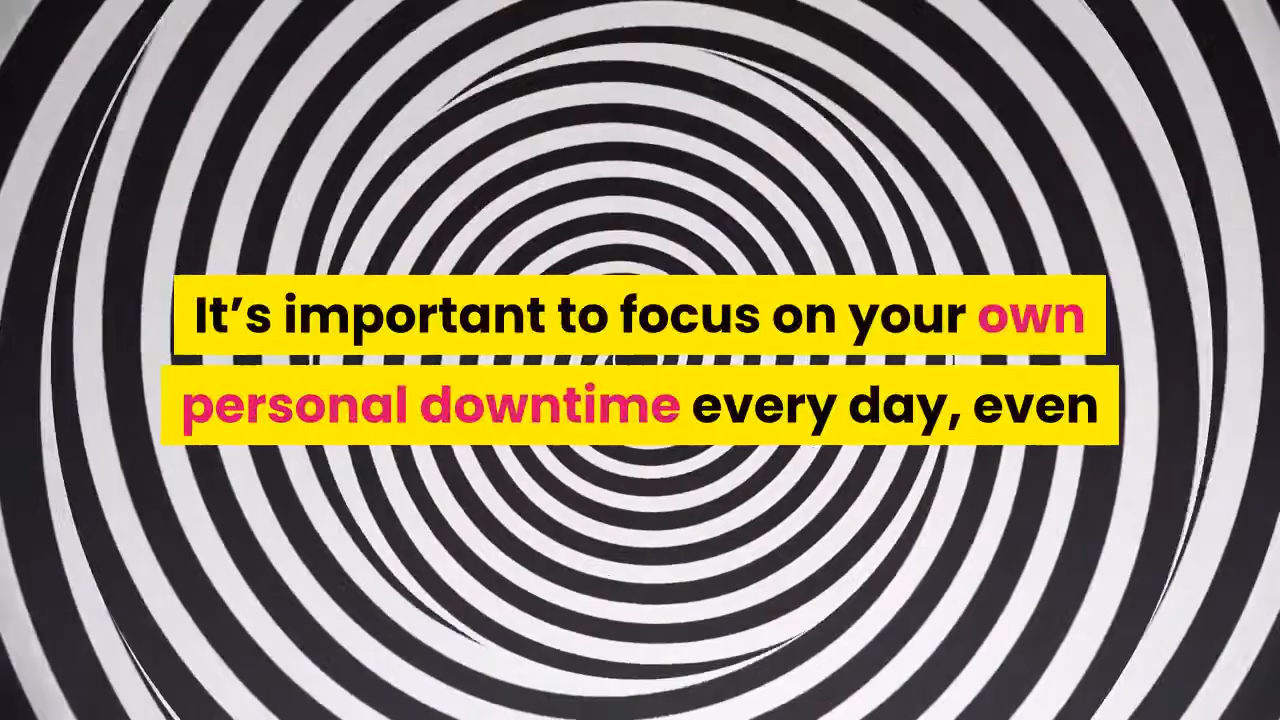 It’s important to focus on your own
personal downtime every day, even